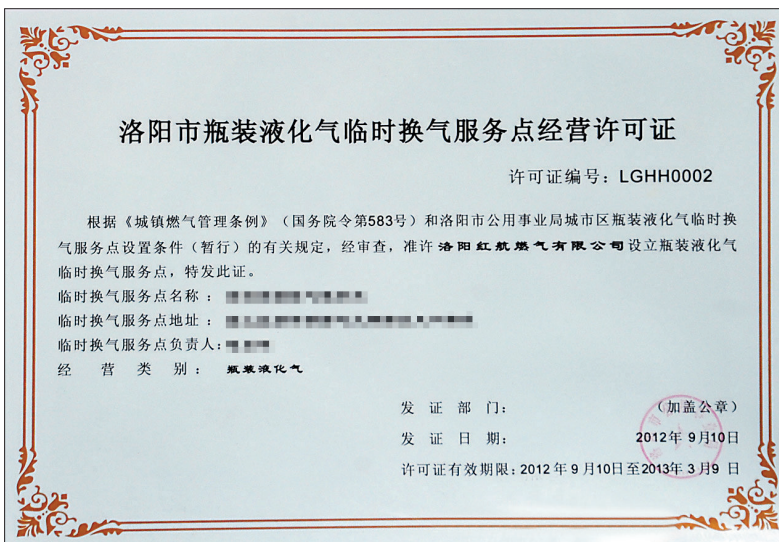 洛阳市瓶装液化气临时换气服务点经营许可证
许可证编号：LGHH0002
根据《城镇燃气管理条例》（国务院令第583号）和洛阳市公用事业局城市区瓶装液化气临时换
气服务点设置条件（暂行）的有关规定，经审查，准许洛阳红航燃气有限公司设立瓶装液化气
临时换气服务点，特发此证。
临时换气服务点名称：
临时换气服务点地址：
临时换气服务点负责人：
经营类别：瓶装液化气
发证部门：（加盖公章）
发证日期：2012年9月10日
许可证有效期限：2012年9月10日至2013年3月9日